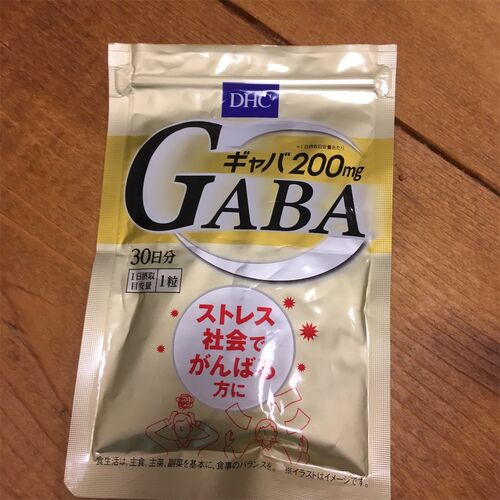 DHC
*1日摂取目安量あたり
ギャバ200mg
GABA
30日分
1日摂取
目安量
1粒
ストレス
社会で
がんばる
方に
食生活は、主食、主菜、副菜を基本に、食事のバランスを。
※イラストはイメージです。